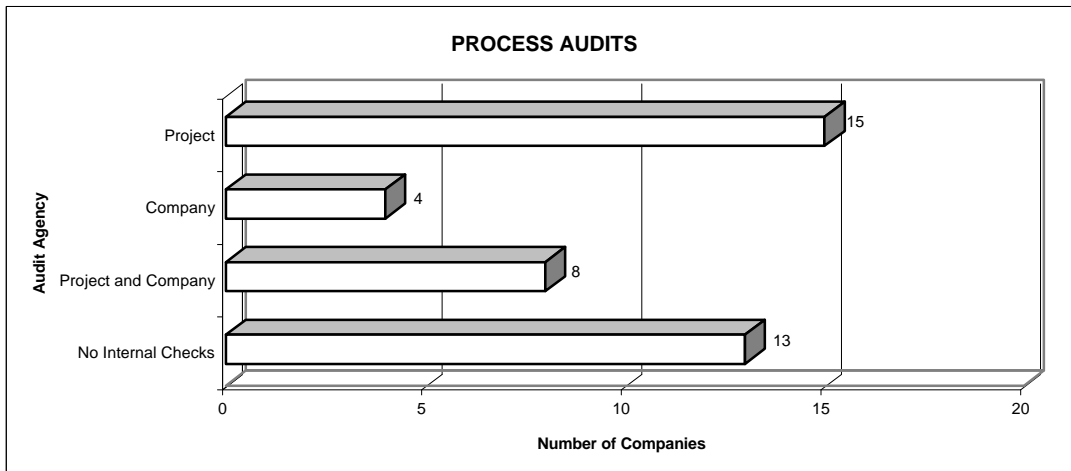 PROCESS AUDITS
Project
15
Company
4
Project and Company
8
No Internal Checks
13
0 5 10 15 20
Number of Companies
Audit Agency